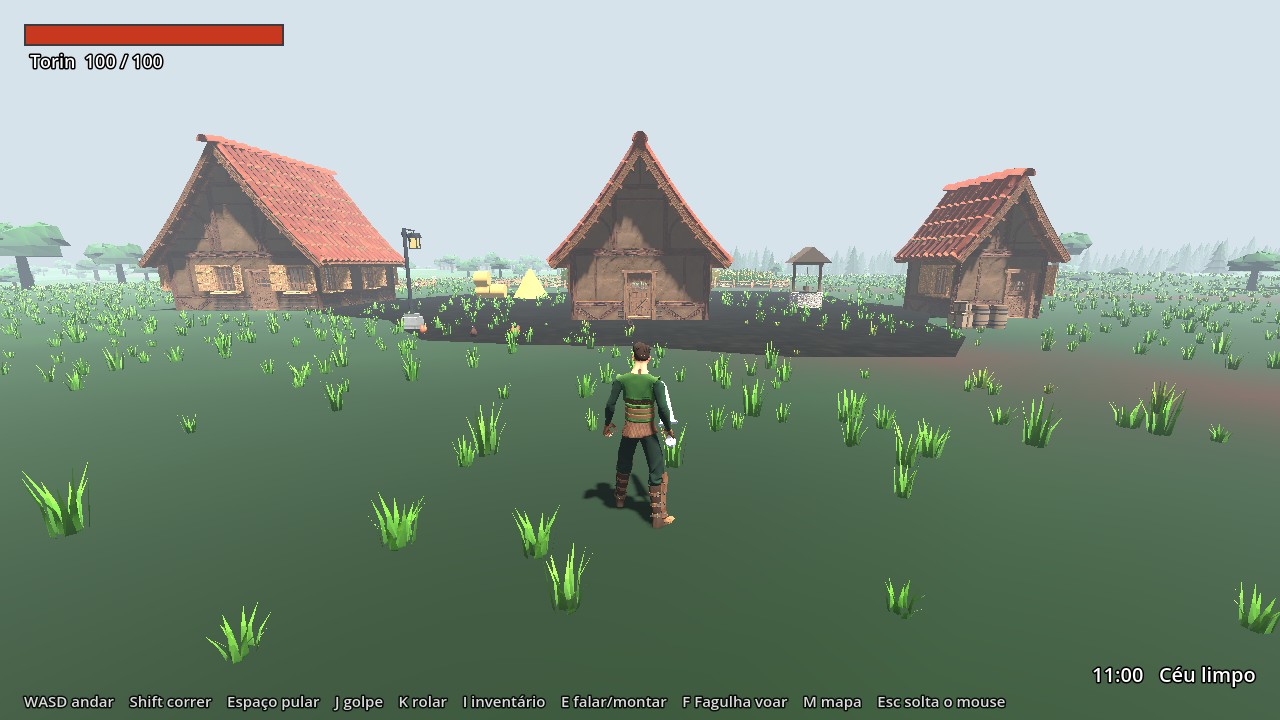 Torin 100 / 100
11:00 Céu limpo
WASD andar Shift correr Espaço pular J golpe K rolar I inventário E falar/montar F Fagulha voar M mapa Esc solta o mouse